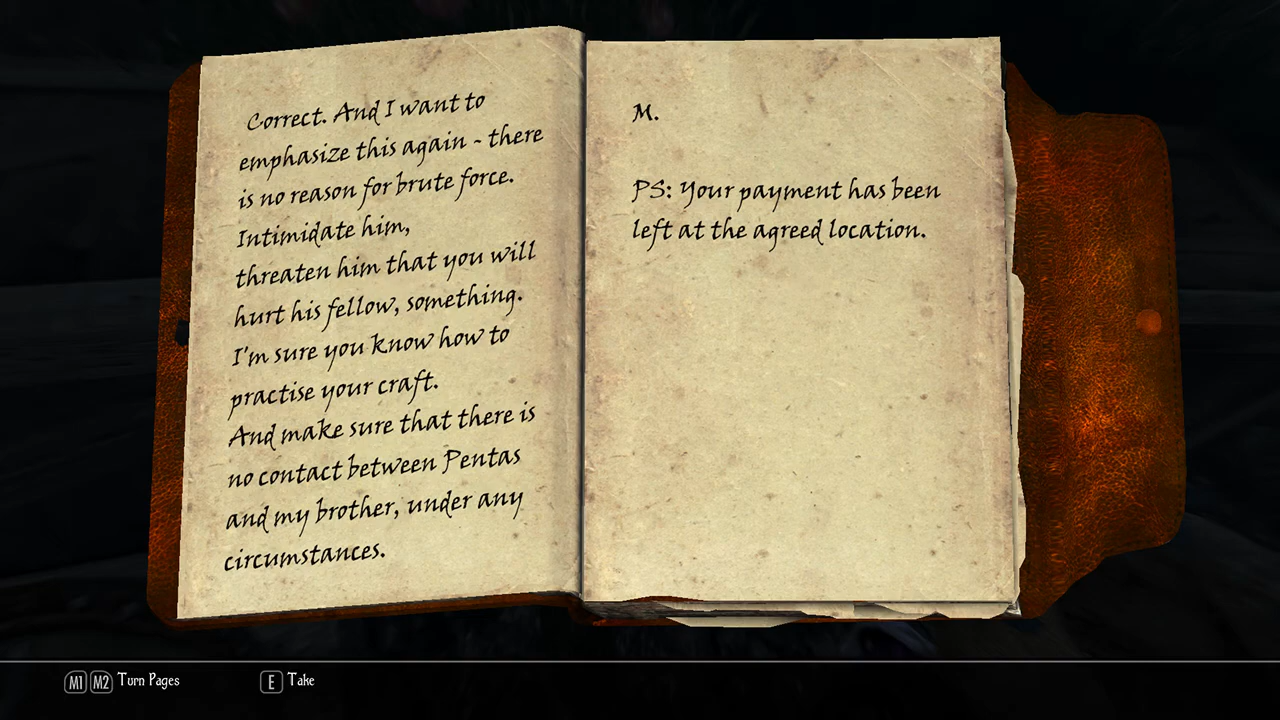 Correct. And I want to
emphasize this again - there
is no reason for brute force.
Intimidate him,
threaten him that you will
hurt his fellow, something.
I'm sure you know how to
practise your craft.
And make sure that there is
no contact between Pentas
and my brother, under any
circumstances.
M.
PS: Your payment has been
left at the agreed location.
M1 M2 Turn Pages
E Take